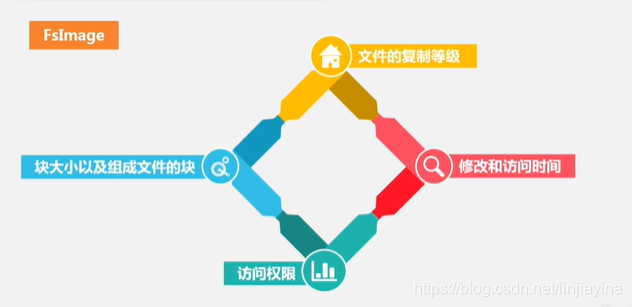 FsImage
文件的复制等级
块大小以及组成文件的块
修改和访问时间
访问权限
https://blog.csdn.net/linjiayina